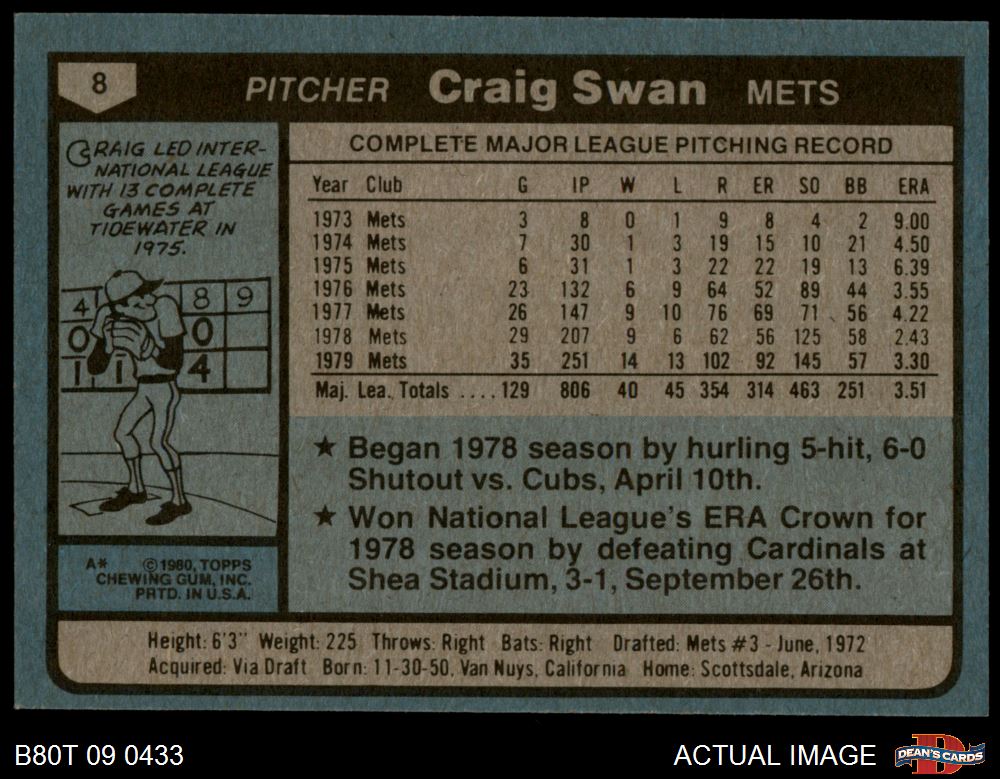 8
PITCHER Craig Swan METS
CRAIG LED INTER-
NATIONAL LEAGUE
WITH 13 COMPLETE
GAMES AT
TIDEWATER IN
1975.
4 8 9
0 0
1 1 4
COMPLETE MAJOR LEAGUE PITCHING RECORD
Year Club G IP W L R ER SO BB ERA
1973 Mets 3 8 0 1 9 8 4 2 9.00
1974 Mets 7 30 1 3 19 15 10 21 4.50
1975 Mets 6 31 1 3 22 22 19 13 6.39
1976 Mets 23 132 6 9 64 52 89 44 3.55
1977 Mets 26 147 9 10 76 69 71 56 4.22
1978 Mets 29 207 9 6 62 56 125 58 2.43
1979 Mets 35 251 14 13 102 92 145 57 3.30
Maj. Lea. Totals ....129 806 40 45 354 314 463 251 3.51
★ Began 1978 season by hurling 5-hit, 6-0
Shutout vs. Cubs, April 10th.
★ Won National League's ERA Crown for
1978 season by defeating Cardinals at
Shea Stadium, 3-1, September 26th.
A* ©1980, TOPPS
CHEWING GUM, INC.
PRTD. IN U.S.A.
Height: 6'3" Weight: 225 Throws: Right Bats: Right Drafted: Mets #3 - June, 1972
Acquired: Via Draft Born: 11-30-50, Van Nuys, California Home: Scottsdale, Arizona
B80T 09 0433
ACTUAL IMAGE
DEAN'S CARDS